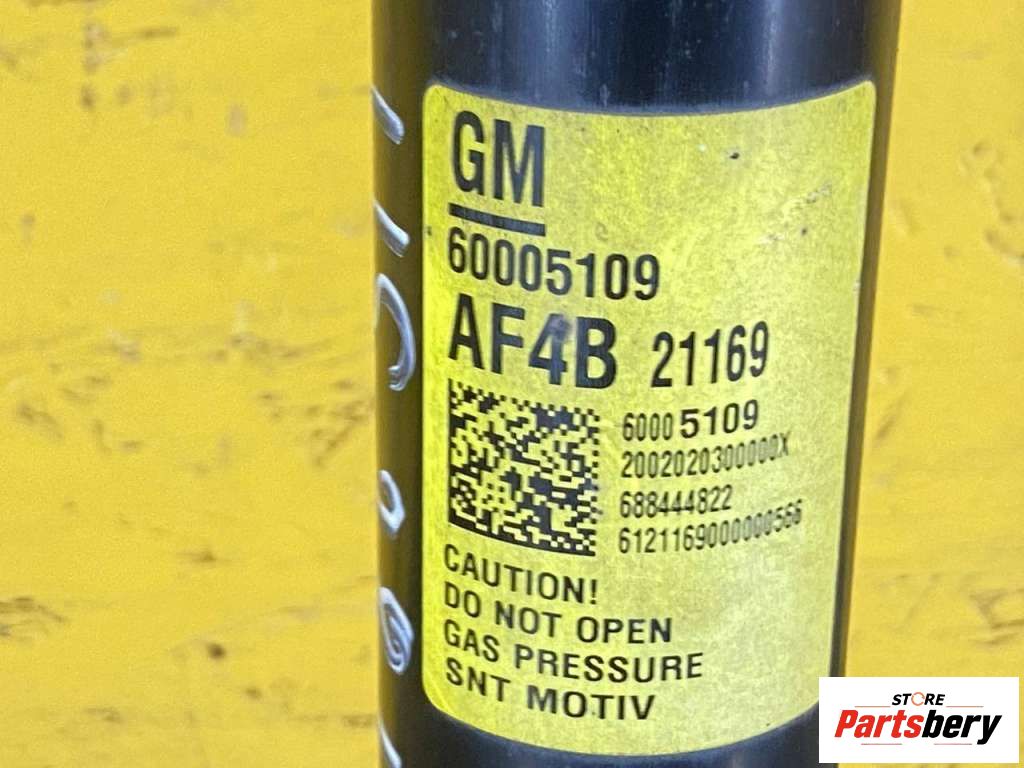 GM
60005109
AF4B 21169
60005109
2002020300000X
688444822
6121169000000566
CAUTION!
DO NOT OPEN
GAS PRESSURE
SNT MOTIV
STORE
Partsbery